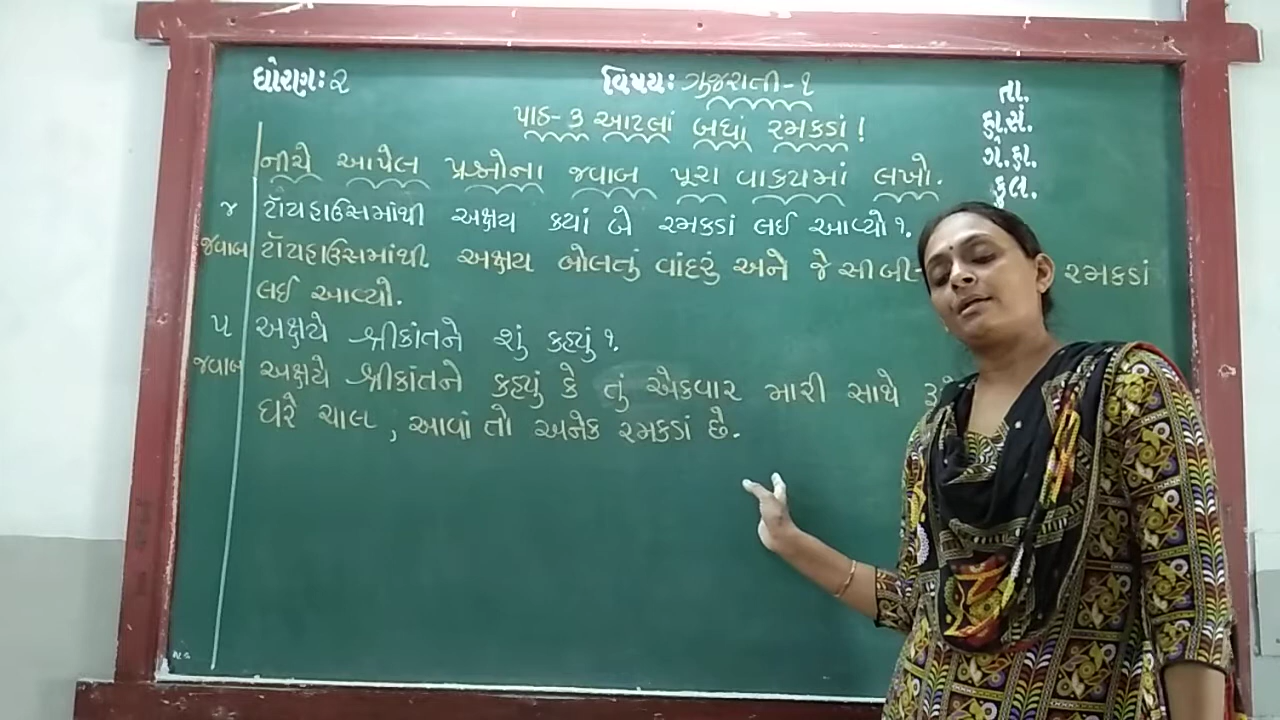 ધોરણઃ ૨ વિષયઃ ગુજરાતી-૧ તા.
પાઠ-૩ આટલાં બધાં રમકડાં! હા.સં.
ગે.હા.
કુલ.
નીચે આપેલ પ્રશ્નોના જવાબ પૂરા વાક્યમાં લખો.
૪ ટૉયહાઉસમાંથી અક્ષય ક્યાં બે રમકડાં લઈ આવ્યો?.
જવાબ ટૉયહાઉસમાંથી અક્ષય બોલતું વાંદરું અને જેસીબી- રમકડાં
લઈ આવ્યો.
૫ અક્ષયે શ્રીકાંતને શું કહ્યું?.
જવાબ અક્ષયે શ્રીકાંતને કહ્યું કે તું એકવાર મારી સાથે
ઘરે ચાલ, આવાં તો અનેક રમકડાં છે.